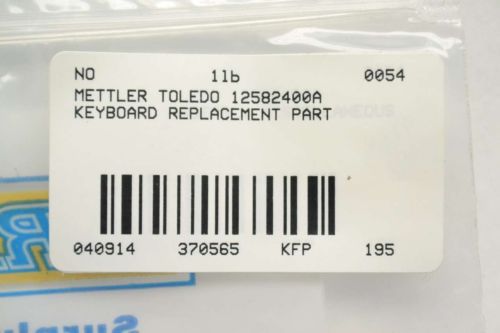 NO 1lb 0054
METTLER TOLEDO 12582400A
KEYBOARD REPLACEMENT PART
040914 370565 KFP 195